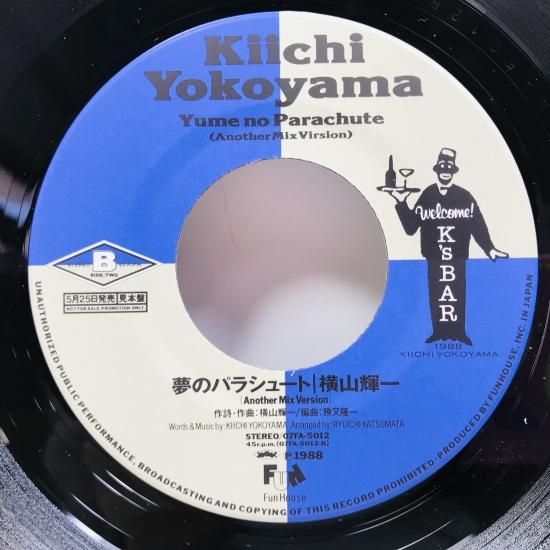 Kiichi
Yokoyama
Yume no Parachute
(Another Mix Virsion)
Welcome!
K's BAR
1988
KIICHI YOKOYAMA
B
SIDE: TWO
5月25日発売 見本盤
NOT FOR SALE: PROMOTION ONLY
夢のパラシュート|横山輝一
(Another Mix Version)
作詩・作曲:横山輝一/編曲:勝又隆一
Words & Music by: KIICHI YOKOYAMA Arranged by: RYUICHI KATSUMATA
STEREO/07FA-5012
45r.p.m. (07FA-5012-B)
℗1988
FUN
Fun House
UNAUTHORIZED PUBLIC PERFORMANCE, BROADCASTING AND COPYING OF THIS RECORD PROHIBITED. PRODUCED BY FUNHOUSE, INC. IN JAPAN